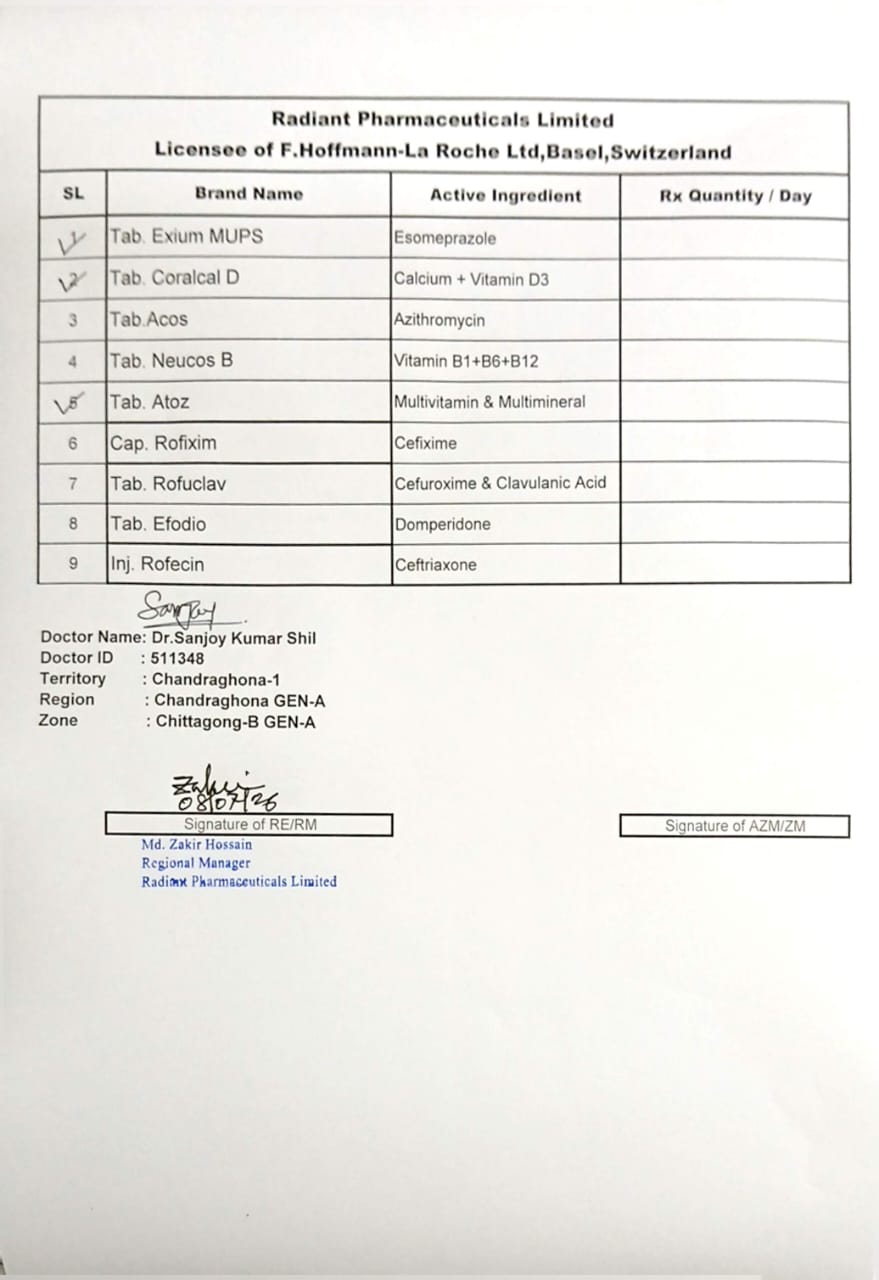 Radiant Pharmaceuticals Limited
Licensee of F.Hoffmann-La Roche Ltd,Basel,Switzerland
SL Brand Name Active Ingredient Rx Quantity / Day
1 Tab. Exium MUPS Esomeprazole
2 Tab. Coralcal D Calcium + Vitamin D3
3 Tab.Acos Azithromycin
4 Tab. Neucos B Vitamin B1+B6+B12
5 Tab. Atoz Multivitamin & Multimineral
6 Cap. Rofixim Cefixime
7 Tab. Rofuclav Cefuroxime & Clavulanic Acid
8 Tab. Efodio Domperidone
9 Inj. Rofecin Ceftriaxone
Sanjoy
Doctor Name: Dr.Sanjoy Kumar Shil
Doctor ID : 511348
Territory : Chandraghona-1
Region : Chandraghona GEN-A
Zone : Chittagong-B GEN-A
Zakir
08/07/26
Signature of RE/RM Signature of AZM/ZM
Md. Zakir Hossain
Regional Manager
Radiant Pharmaceuticals Limited